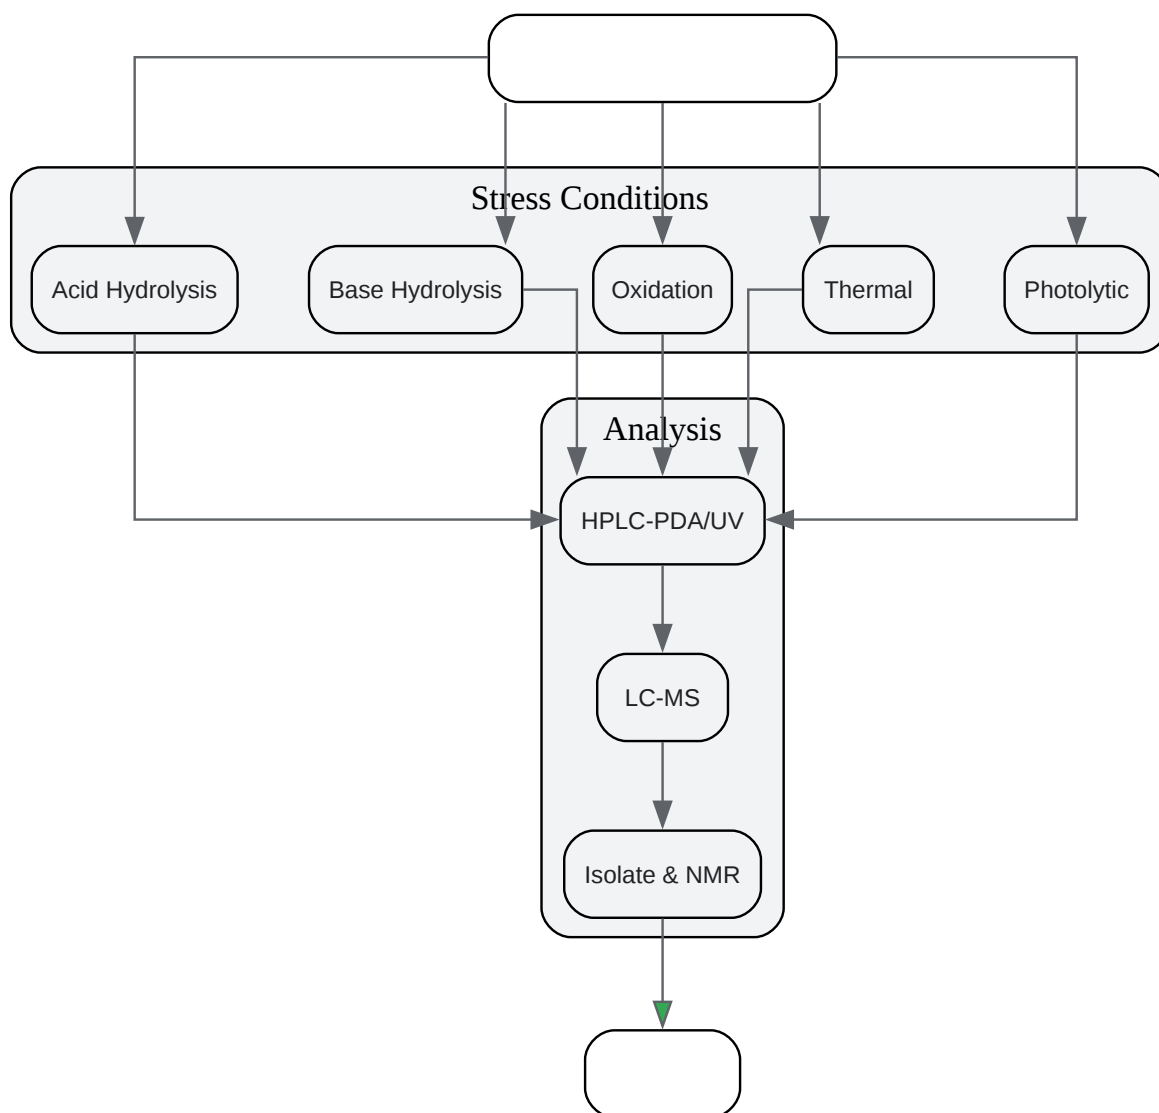 Stress Conditions
Acid Hydrolysis
Base Hydrolysis
Oxidation
Thermal
Photolytic
Analysis
HPLC-PDA/UV
LC-MS
Isolate & NMR